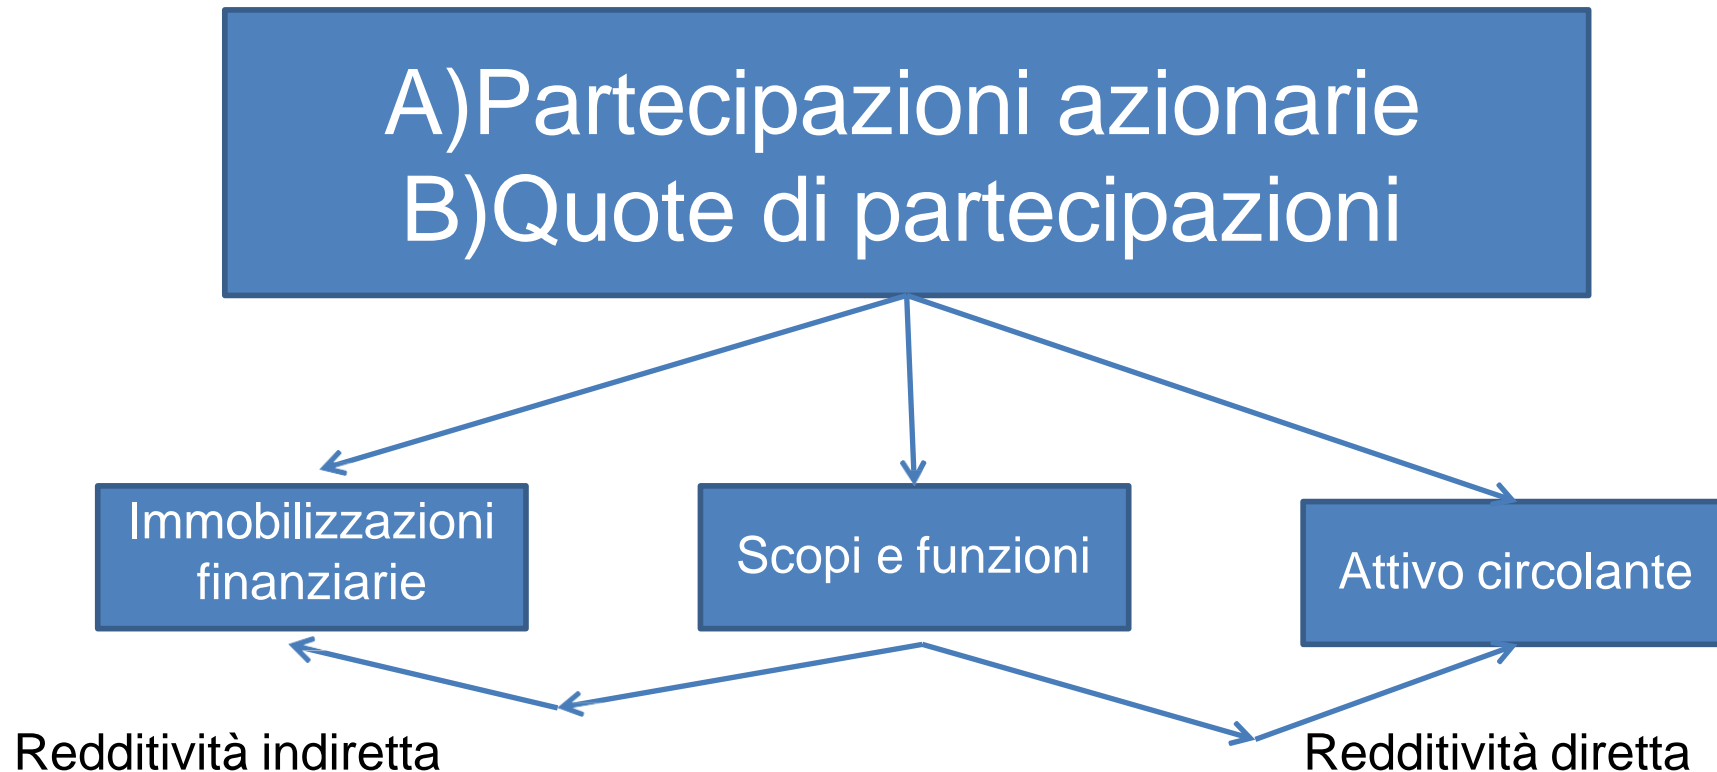 A)Partecipazioni azionarie
B)Quote di partecipazioni
Immobilizzazioni
finanziarie
Scopi e funzioni
Attivo circolante
Redditività indiretta
Redditività diretta